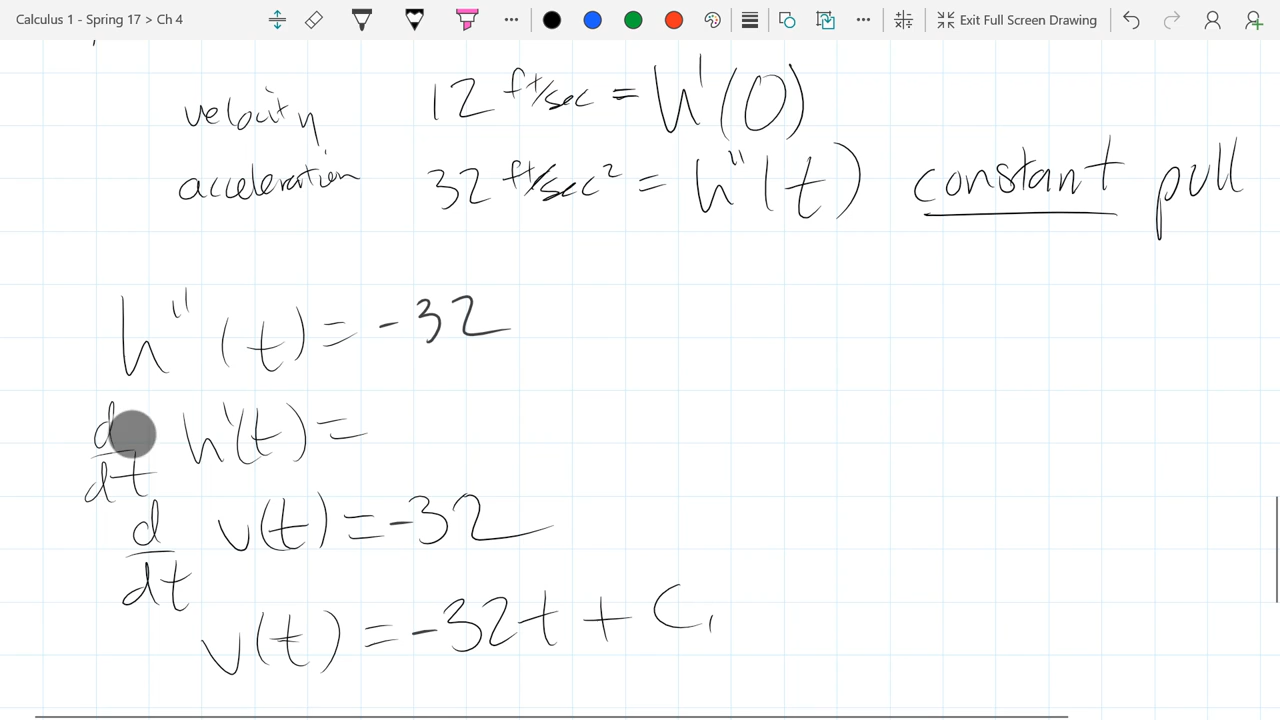 Calculus 1 - Spring 17 > Ch 4
Exit Full Screen Drawing
velocity 12 ft/sec = h'(0)
acceleration 32 ft/sec² = h''(t) constant pull
h''(t) = -32
d/dt h'(t) =
d/dt v(t) = -32
v(t) = -32t + C₁